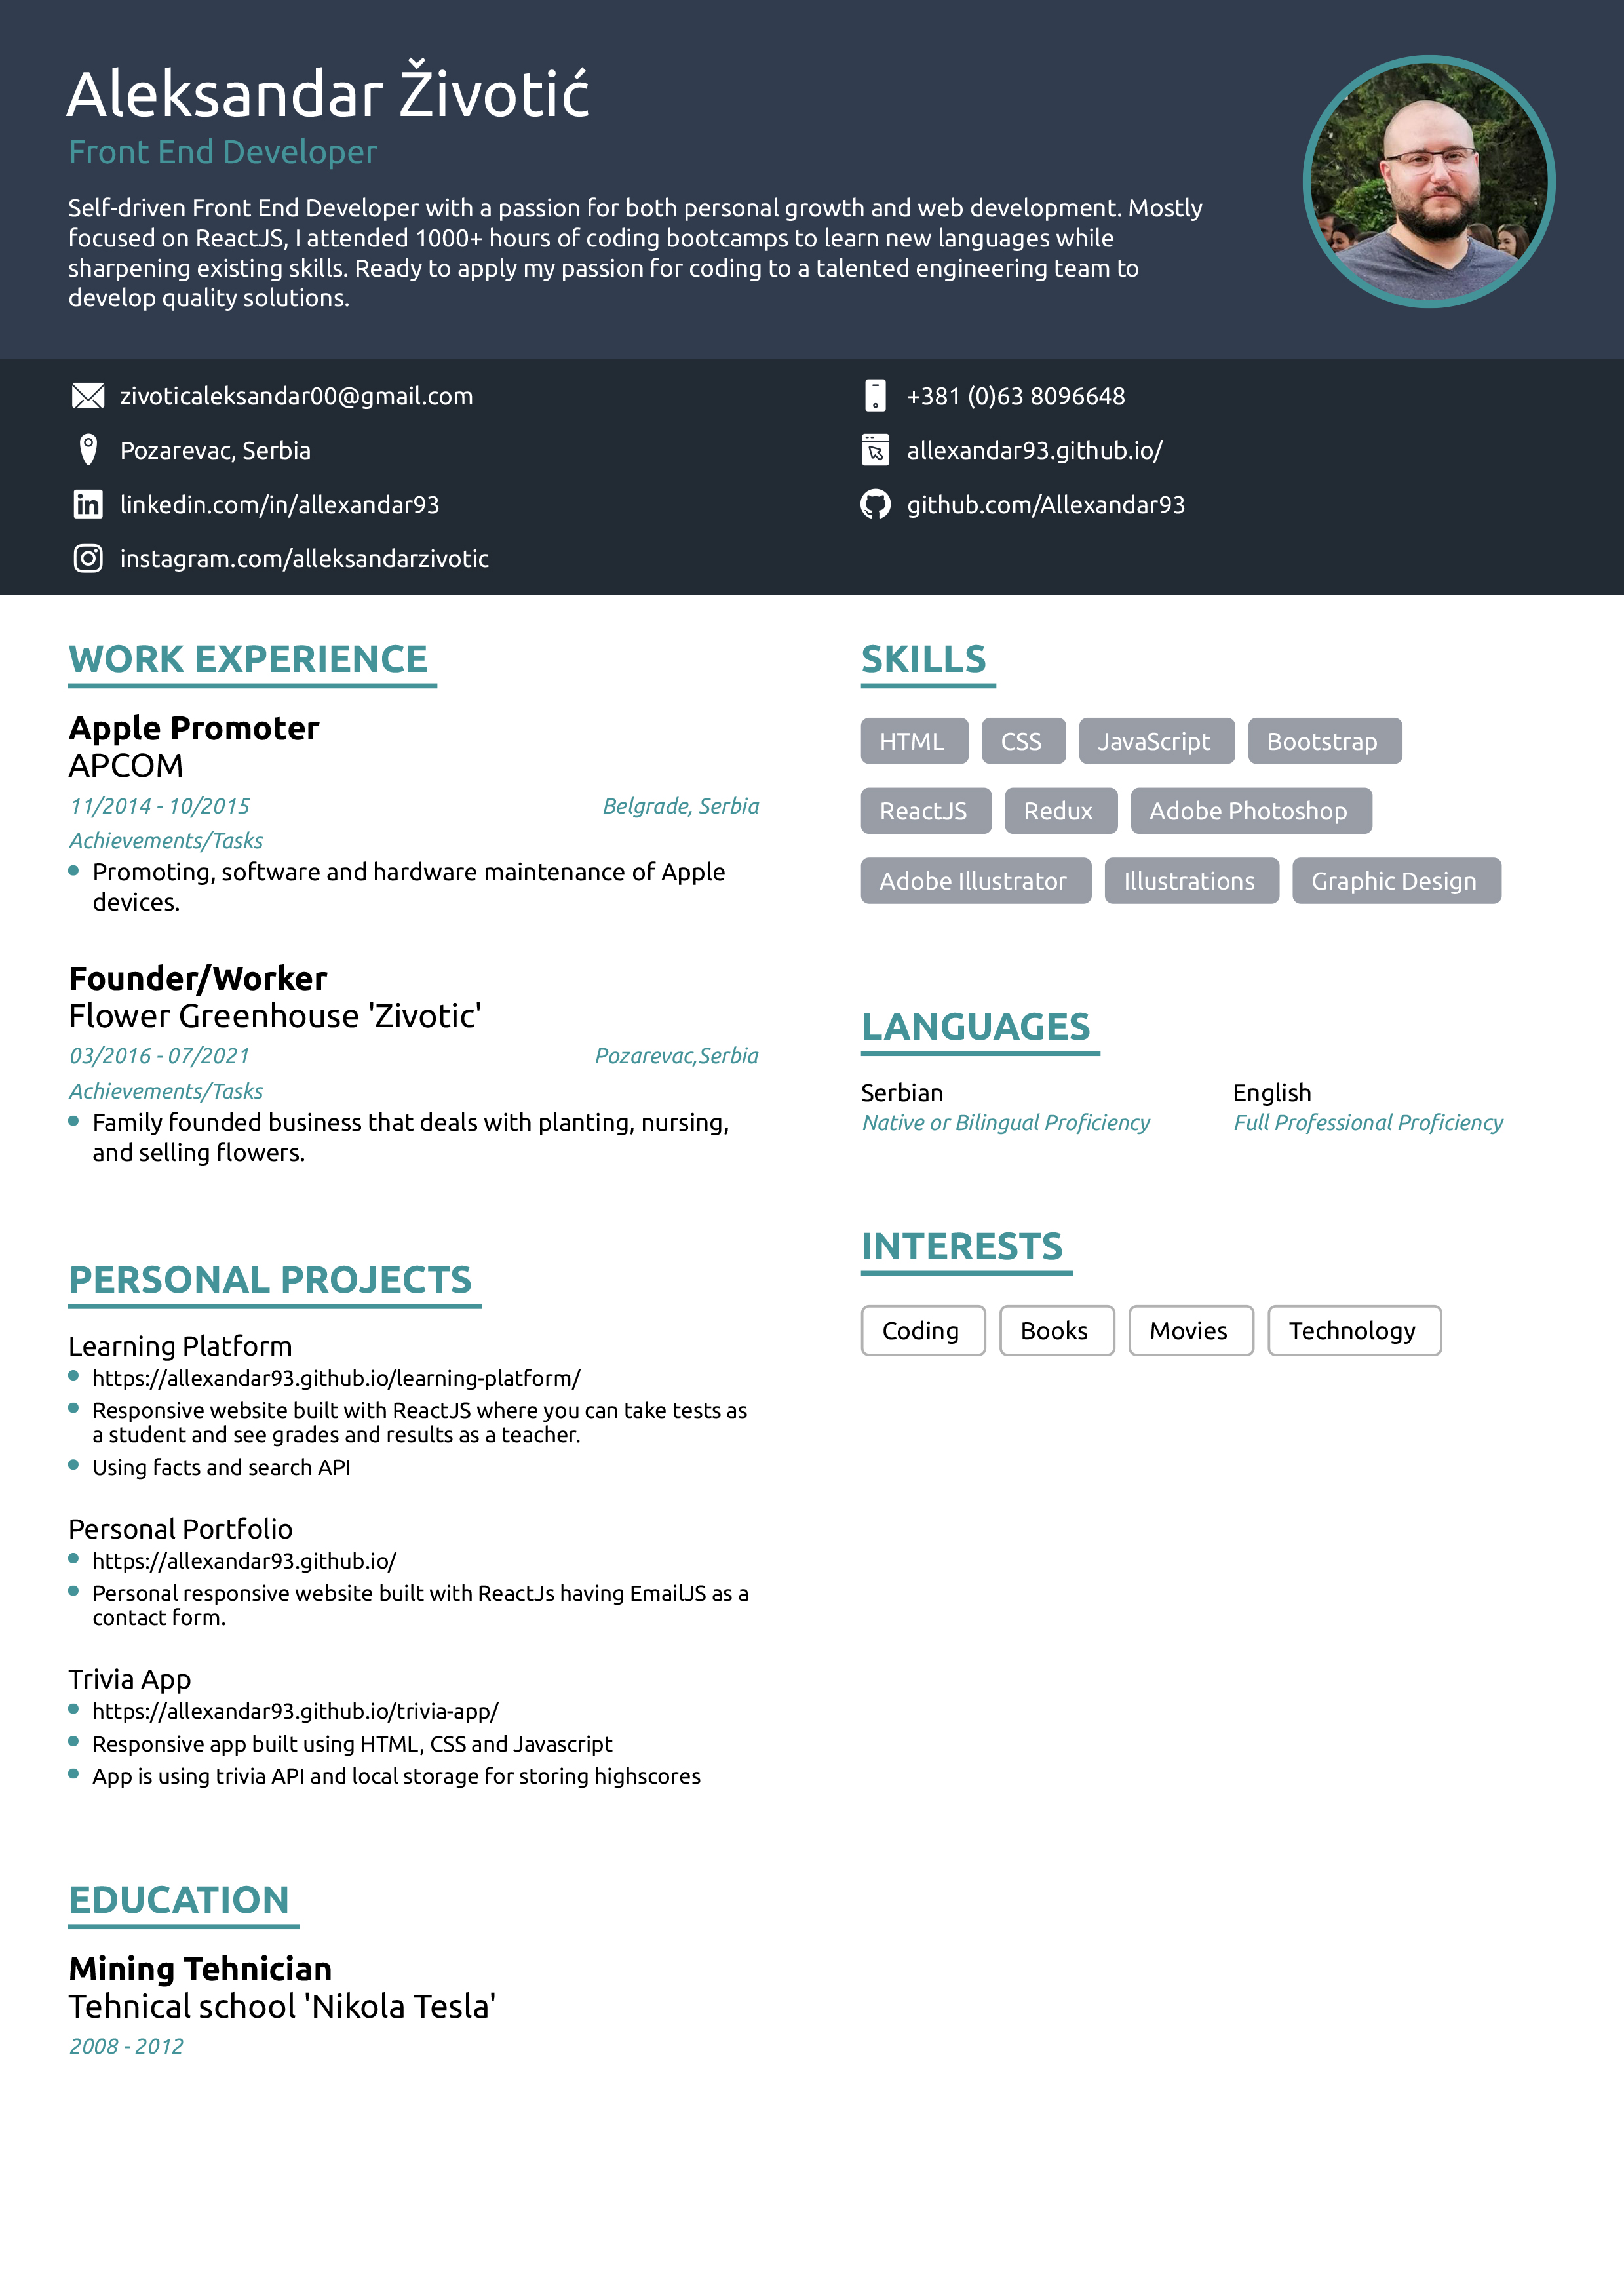 Aleksandar Životić
Front End Developer
Self-driven Front End Developer with a passion for both personal growth and web development. Mostly
focused on ReactJS, I attended 1000+ hours of coding bootcamps to learn new languages while
sharpening existing skills. Ready to apply my passion for coding to a talented engineering team to
develop quality solutions.
zivoticaleksandar00@gmail.com
+381 (0)63 8096648
Pozarevac, Serbia
allexandar93.github.io/
linkedin.com/in/allexandar93
github.com/Allexandar93
instagram.com/alleksandarzivotic
WORK EXPERIENCE
Apple Promoter
APCOM
11/2014 - 10/2015 Belgrade, Serbia
Achievements/Tasks
Promoting, software and hardware maintenance of Apple
devices.
Founder/Worker
Flower Greenhouse 'Zivotic'
03/2016 - 07/2021 Pozarevac,Serbia
Achievements/Tasks
Family founded business that deals with planting, nursing,
and selling flowers.
PERSONAL PROJECTS
Learning Platform
https://allexandar93.github.io/learning-platform/
Responsive website built with ReactJS where you can take tests as
a student and see grades and results as a teacher.
Using facts and search API
Personal Portfolio
https://allexandar93.github.io/
Personal responsive website built with ReactJs having EmailJS as a
contact form.
Trivia App
https://allexandar93.github.io/trivia-app/
Responsive app built using HTML, CSS and Javascript
App is using trivia API and local storage for storing highscores
EDUCATION
Mining Tehnician
Tehnical school 'Nikola Tesla'
2008 - 2012
SKILLS
HTML CSS JavaScript Bootstrap
ReactJS Redux Adobe Photoshop
Adobe Illustrator Illustrations Graphic Design
LANGUAGES
Serbian English
Native or Bilingual Proficiency Full Professional Proficiency
INTERESTS
Coding Books Movies Technology